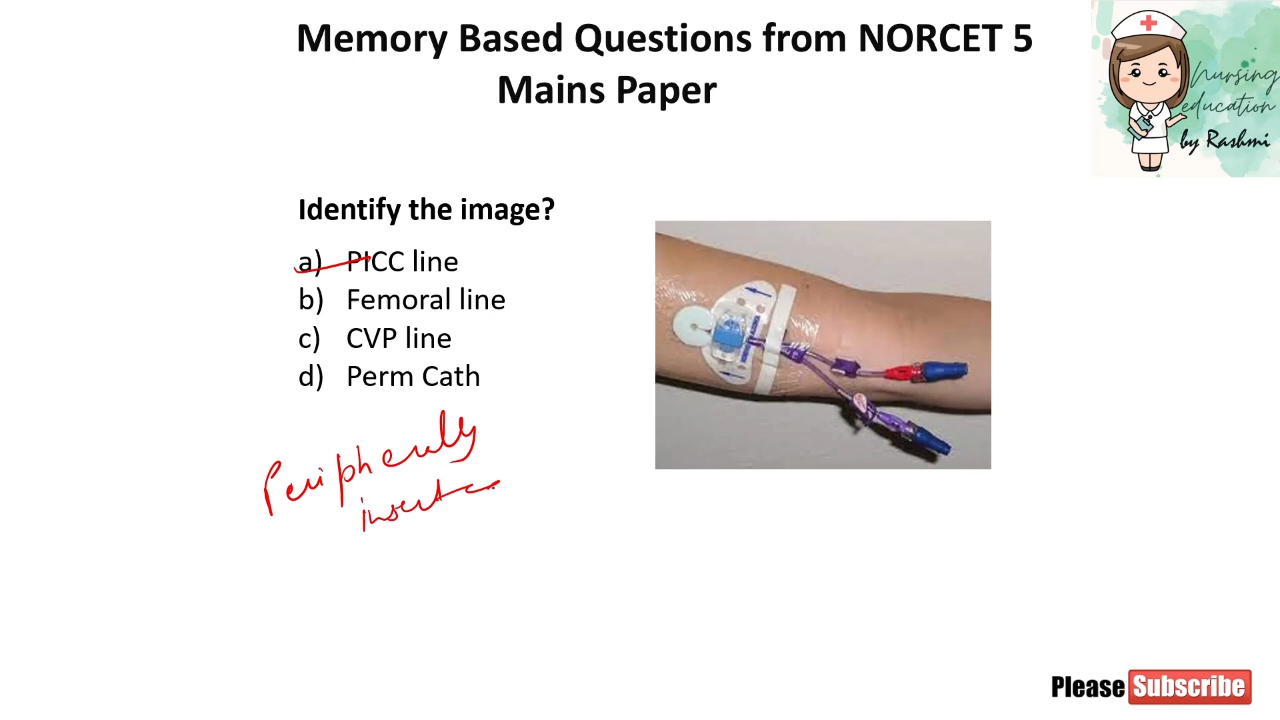 Memory Based Questions from NORCET 5
Mains Paper
nursing
education
by Rashmi
Identify the image?
a) PICC line
b) Femoral line
c) CVP line
d) Perm Cath
Peripherally
Please Subscribe